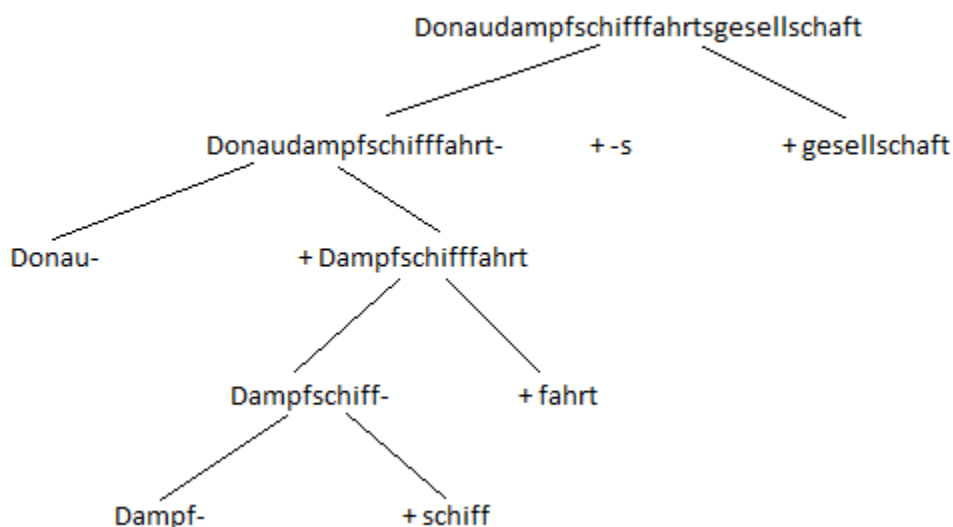 Donaudampfschifffahrtsgesellschaft
Donaudampfschifffahrt- + -s + gesellschaft
Donau- + Dampfschifffahrt
Dampfschiff- + fahrt
Dampf- + schiff